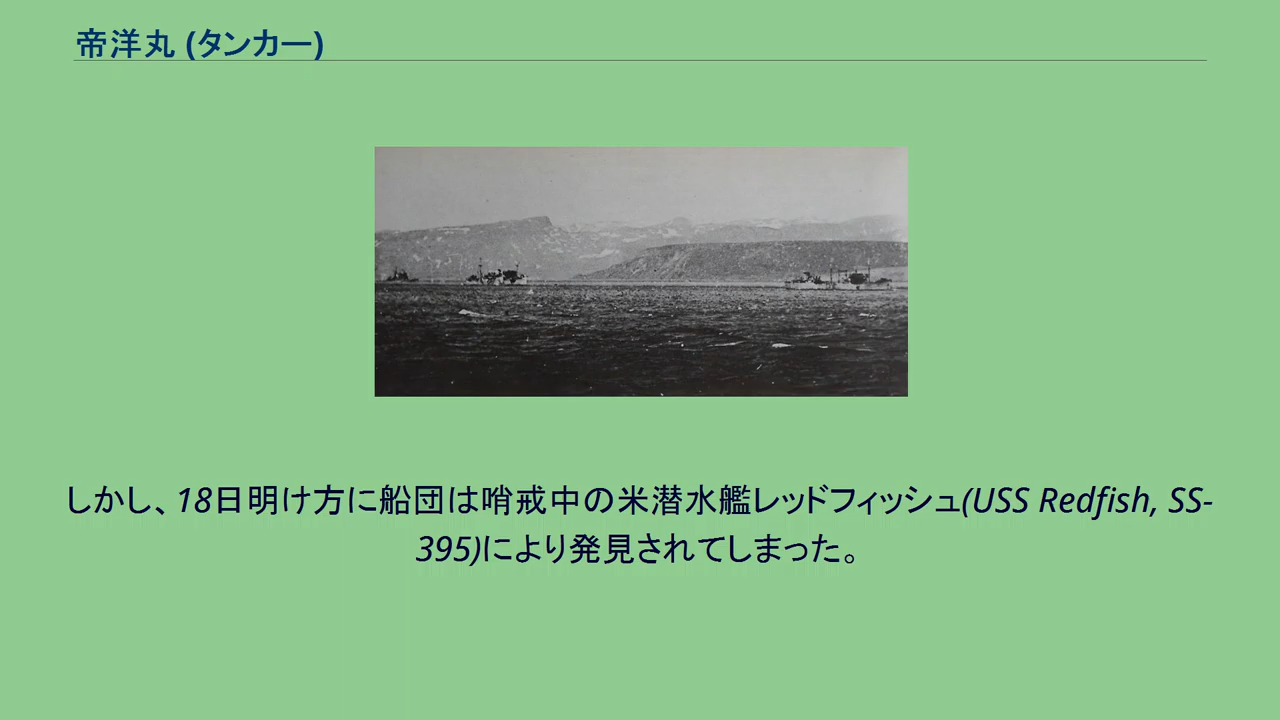 帝洋丸 (タンカー)
しかし、18日明け方に船団は哨戒中の米潜水艦レッドフィッシュ(USS Redfish, SS-
395)により発見されてしまった。